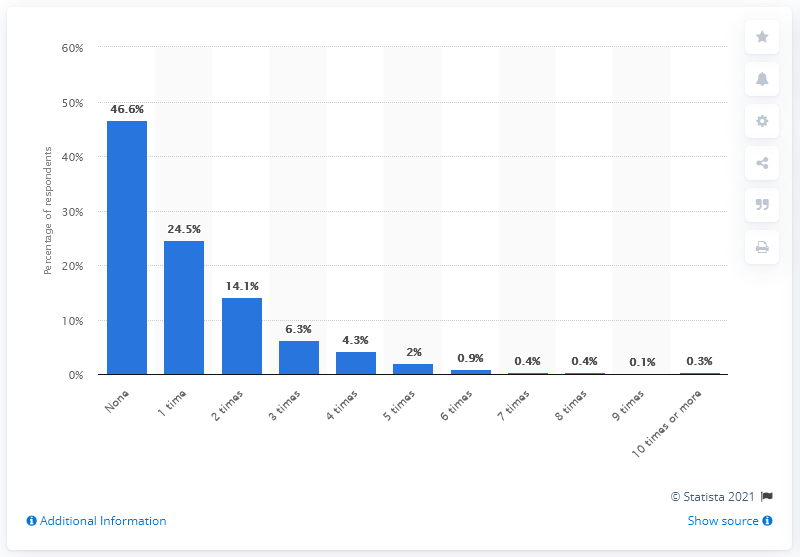 60%
50%
40%
30%
20%
10%
0%
Percentage of respondents
46.6%
24.5%
14.1%
6.3%
4.3%
2%
0.9%
0.4%
0.4%
0.1%
0.3%
None
1 time
2 times
3 times
4 times
5 times
6 times
7 times
8 times
9 times
10 times or more
© Statista 2021
Additional Information
Show source